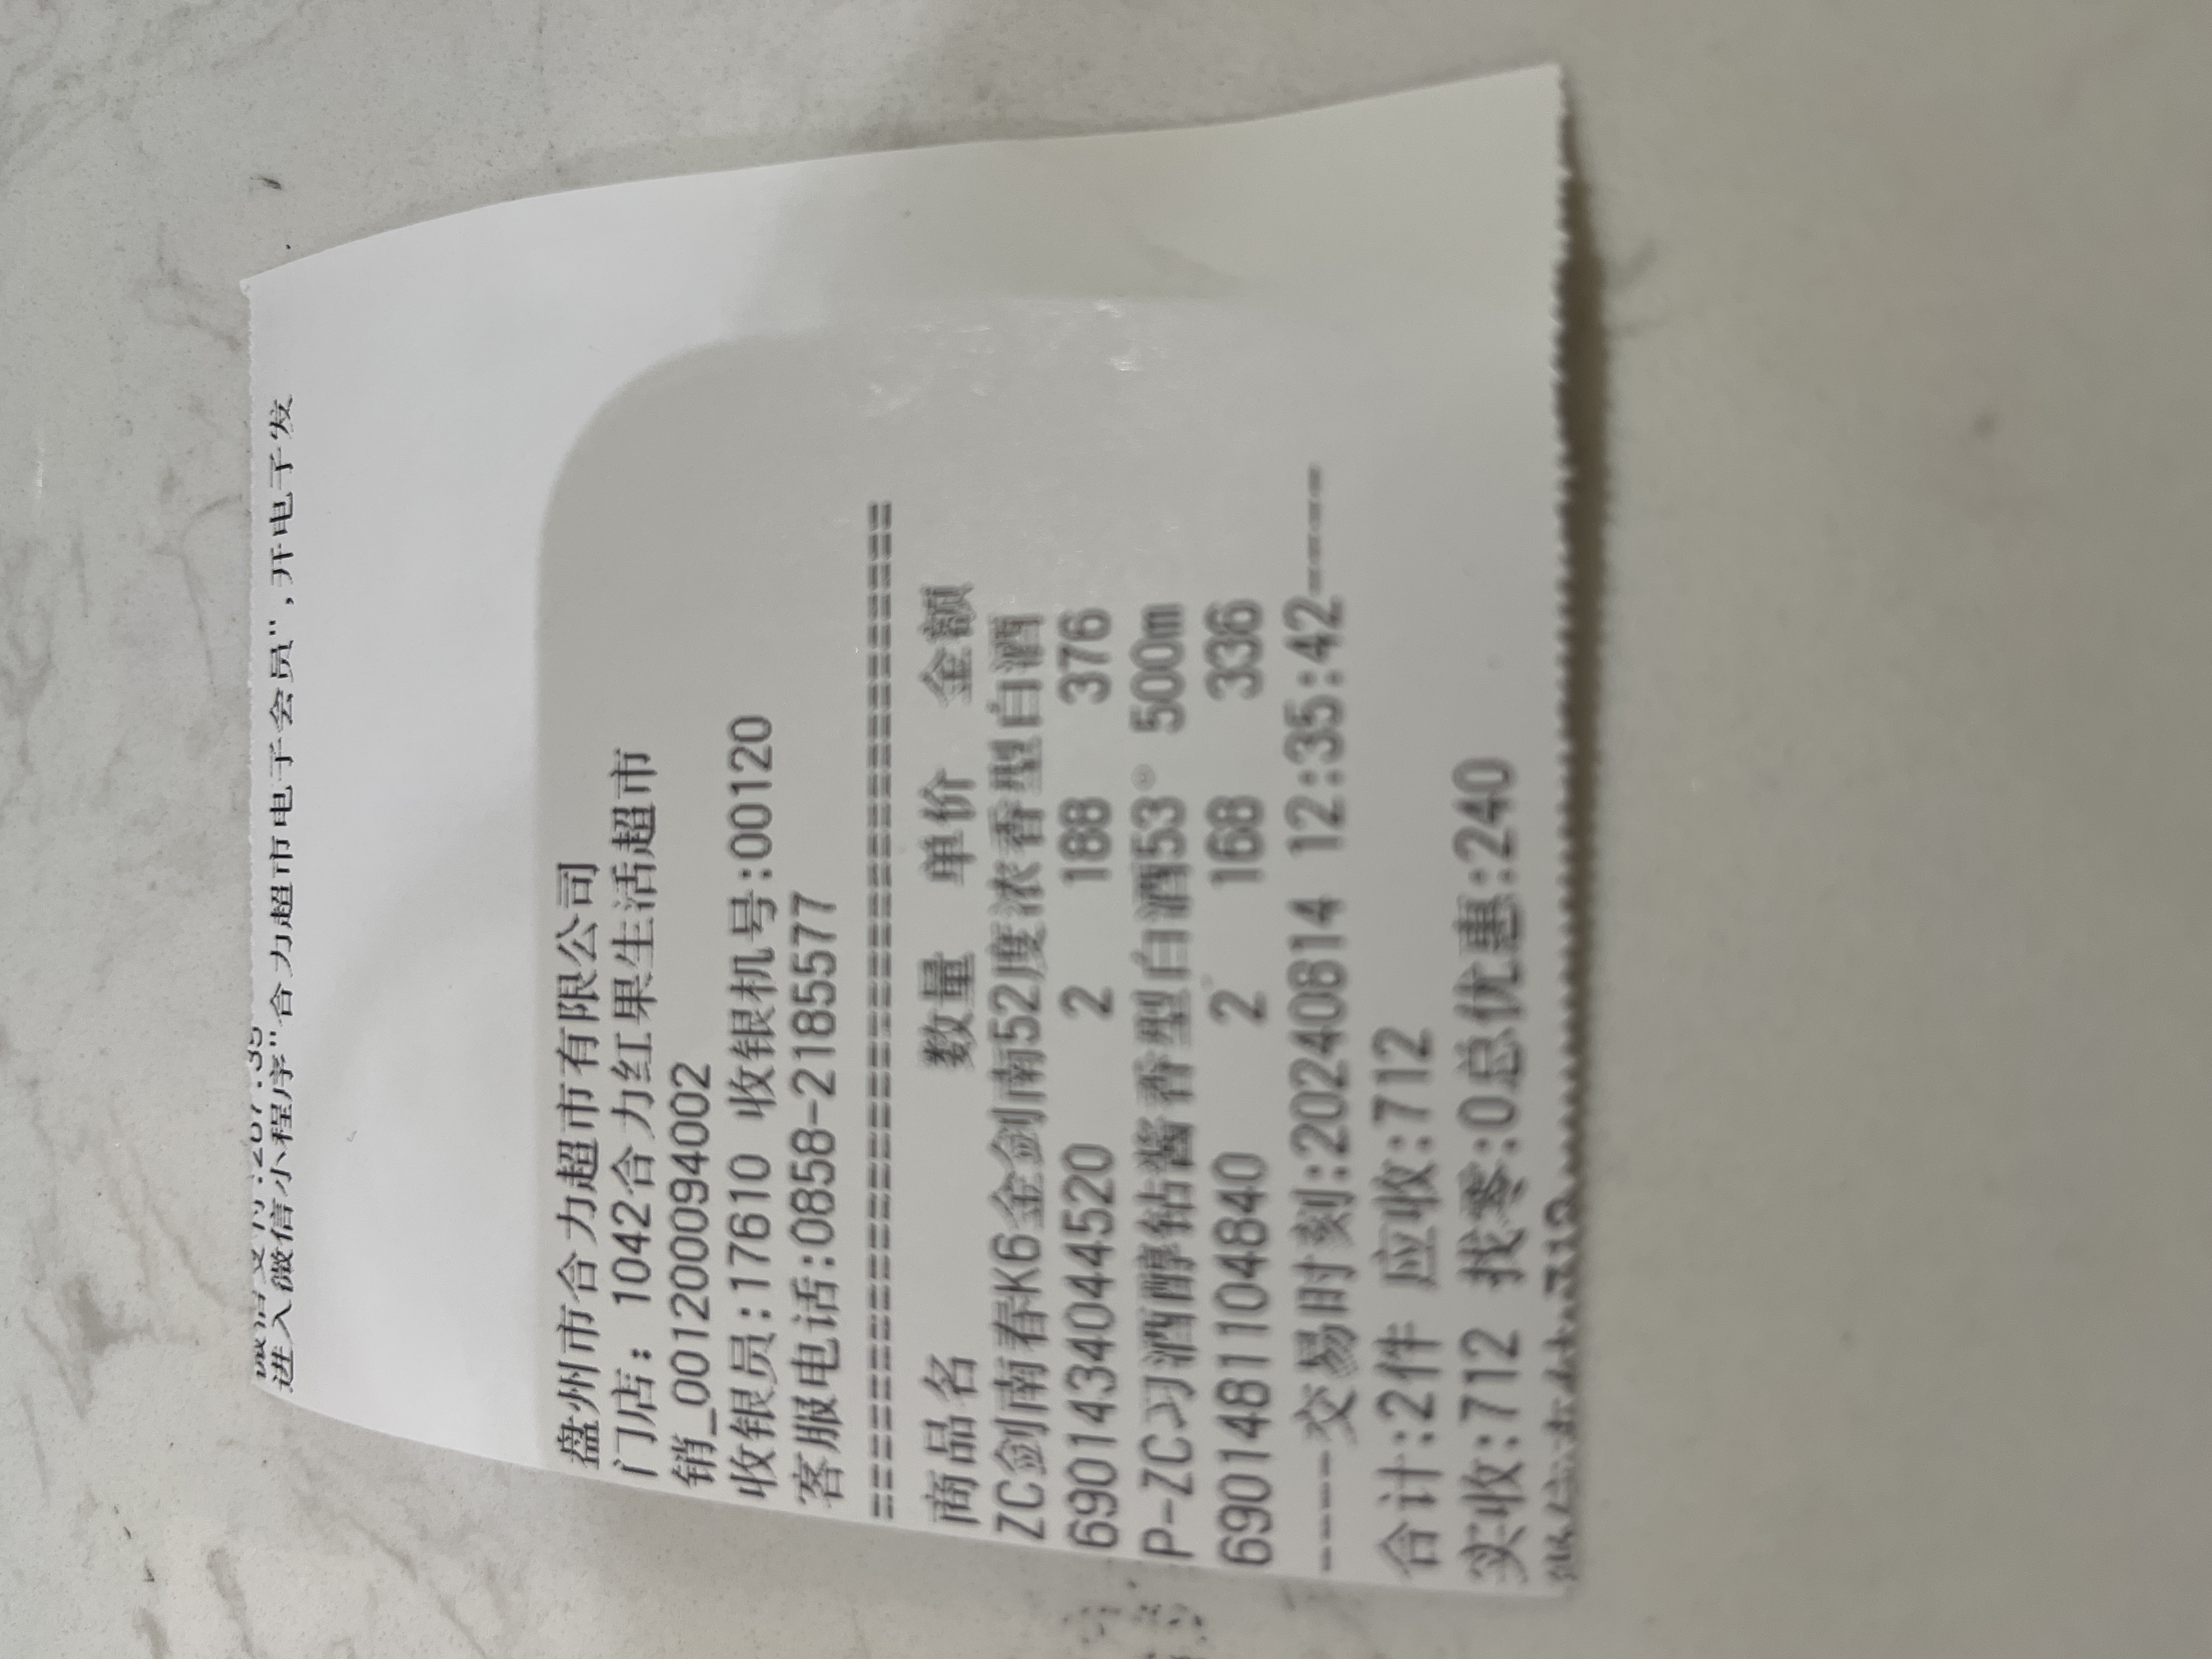 进入微信小程序"合力超市电子会员",开电子发
盘州市合力超市有限公司
门店: 1042合力红果生活超市
销_0012000094002
收银员:17610 收银机号:00120
客服电话:0858-2185577
商品名 数量 单价 金额
ZC剑南春K6金剑南52度浓香型白酒
6901434044520 2 188 376
P-ZC习酒醇钻酱香型白酒53° 500m
6901481104840 2 168 336
-----交易时刻:20240814 12:35:42-----
合计:2件 应收:712
实收:712 找零:0总优惠:240